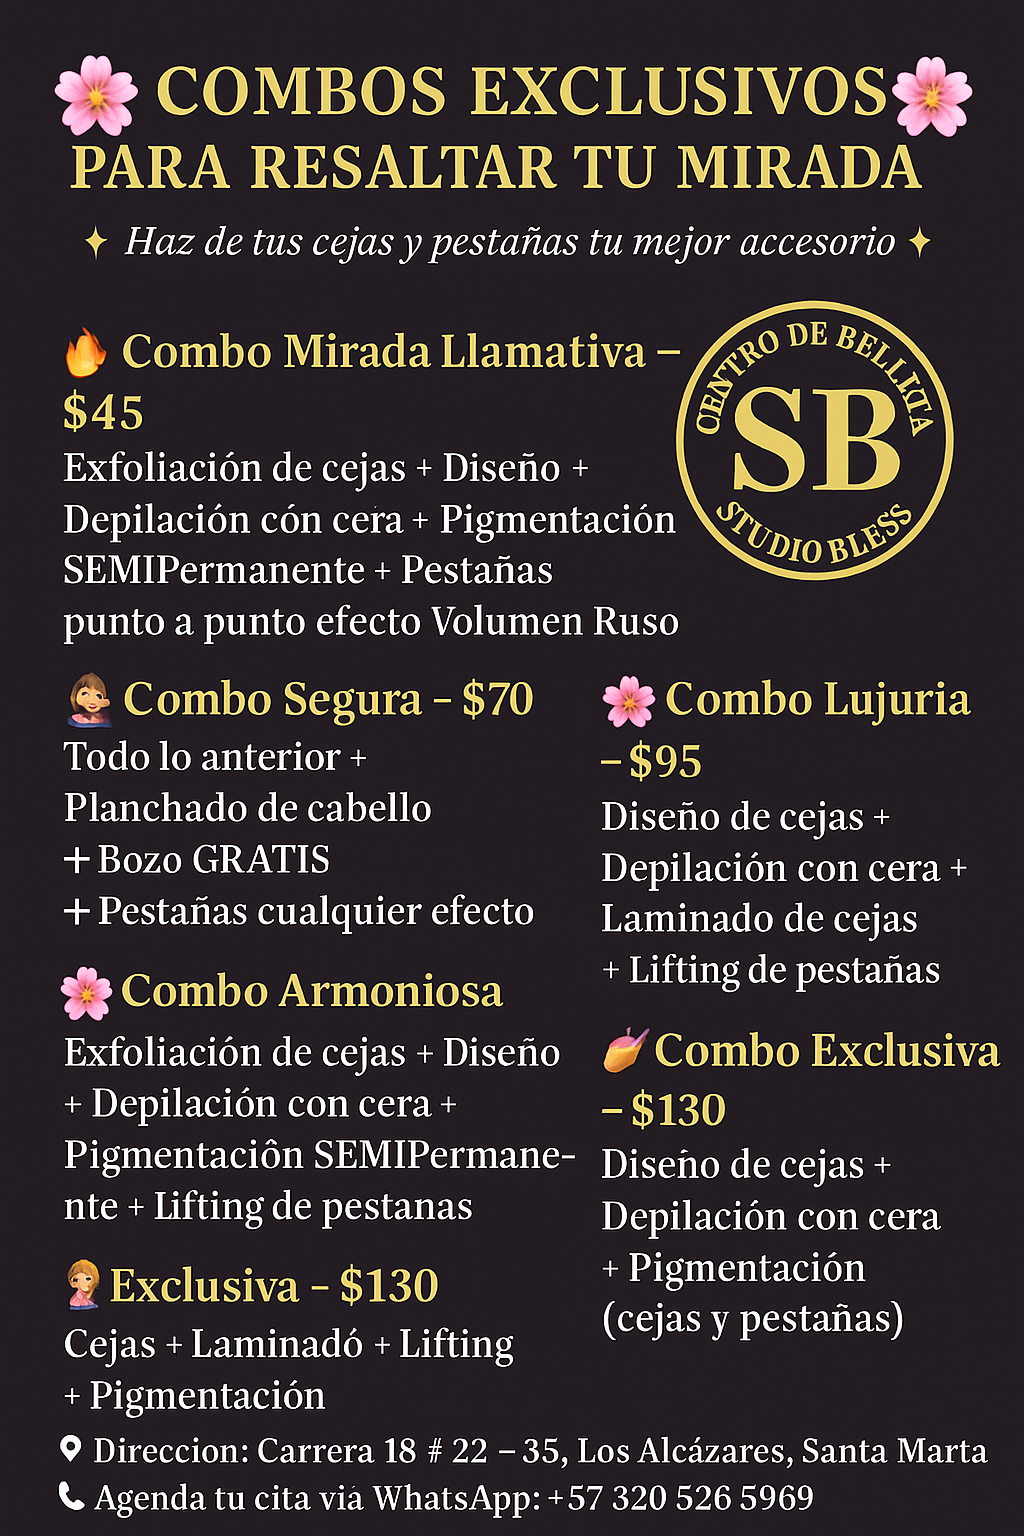 COMBOS EXCLUSIVOS
PARA RESALTAR TU MIRADA
Haz de tus cejas y pestañas tu mejor accesorio
Combo Mirada Llamativa –
$45
Exfoliación de cejas + Diseño +
Depilación cón cera + Pigmentación
SEMIPermanente + Pestañas
punto a punto efecto Volumen Ruso
CENTRO DE BELLITA
SB
STUDIO BLESS
Combo Segura – $70
Todo lo anterior +
Planchado de cabello
+ Bozo GRATIS
+ Pestañas cualquier efecto
Combo Armoniosa
Exfoliación de cejas + Diseño
+ Depilación con cera +
Pigmentaciôn SEMIPermane-
nte + Lifting de pestanas
Exclusiva – $130
Cejas + Laminadó + Lifting
+ Pigmentación
Combo Lujuria
– $95
Diseño de cejas +
Depilación con cera +
Laminado de cejas
+ Lifting de pestañas
Combo Exclusiva
– $130
Diseño de cejas +
Depilación con cera
+ Pigmentación
(cejas y pestañas)
Direccion: Carrera 18 # 22 – 35, Los Alcázares, Santa Marta
Agenda tu cita vià WhatsApp: +57 320 526 5969